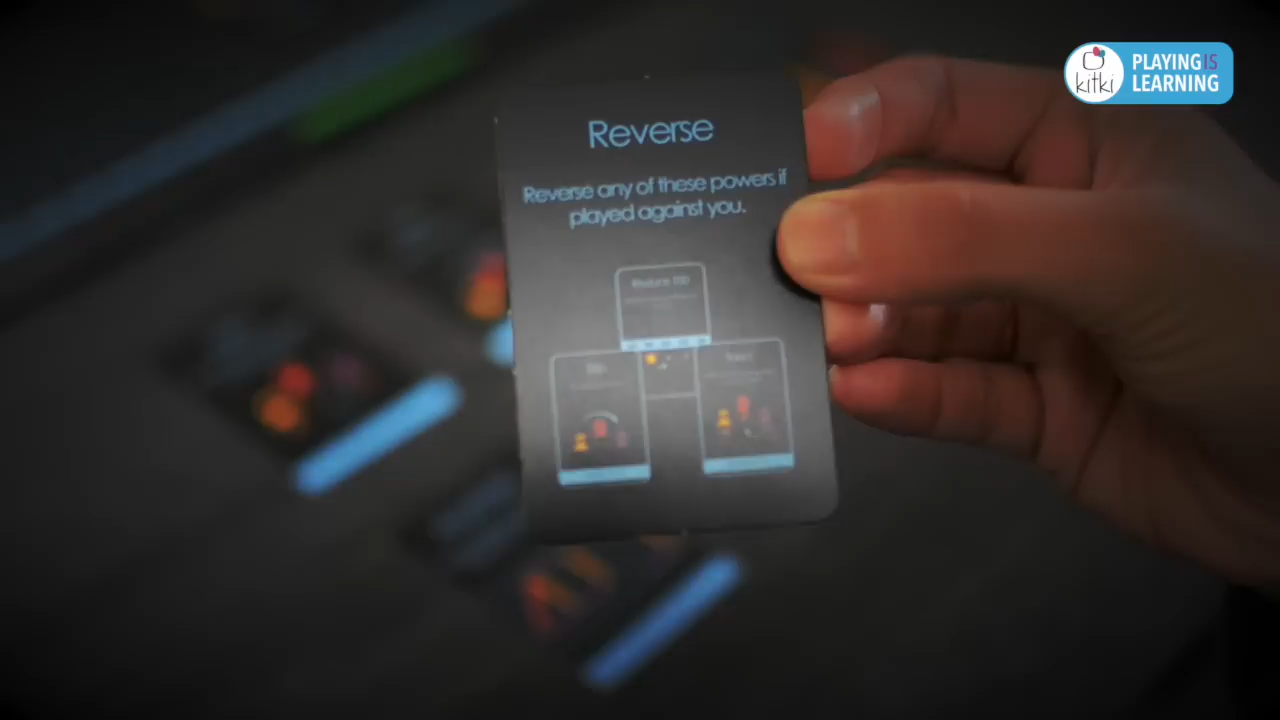 Reverse
Reverse any of these powers if
played against you.
kitki
PLAYING IS
LEARNING